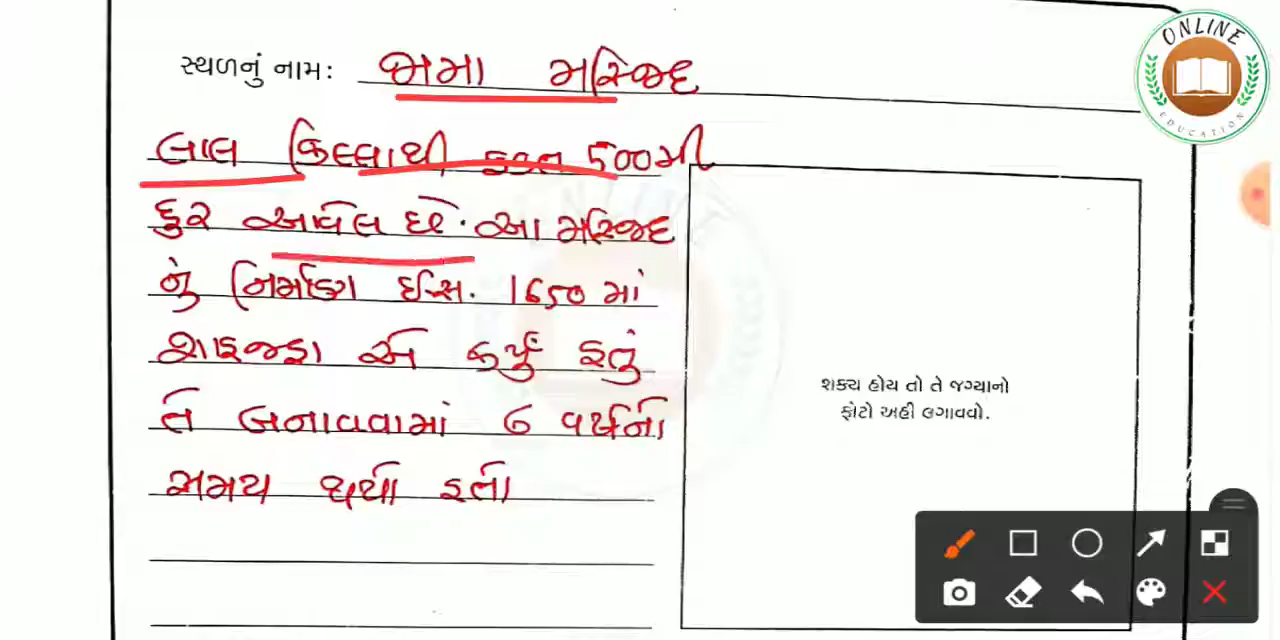 ONLINE
EDUCATION
સ્થળનું નામ: જામા મસ્જિદ
લાલ કિલ્લાથી ફક્ત 500મી
દુર આવેલ છે. આ મસ્જિદ
નું નિર્માણ ઈ.સ. 1650 માં
શાહજહા એ કર્યું હતું
તે બનાવવામાં 6 વર્ષનો
સમય થયો હતો
શક્ય હોય તો તે જગ્યાનો
ફોટો અહી લગાવવો.